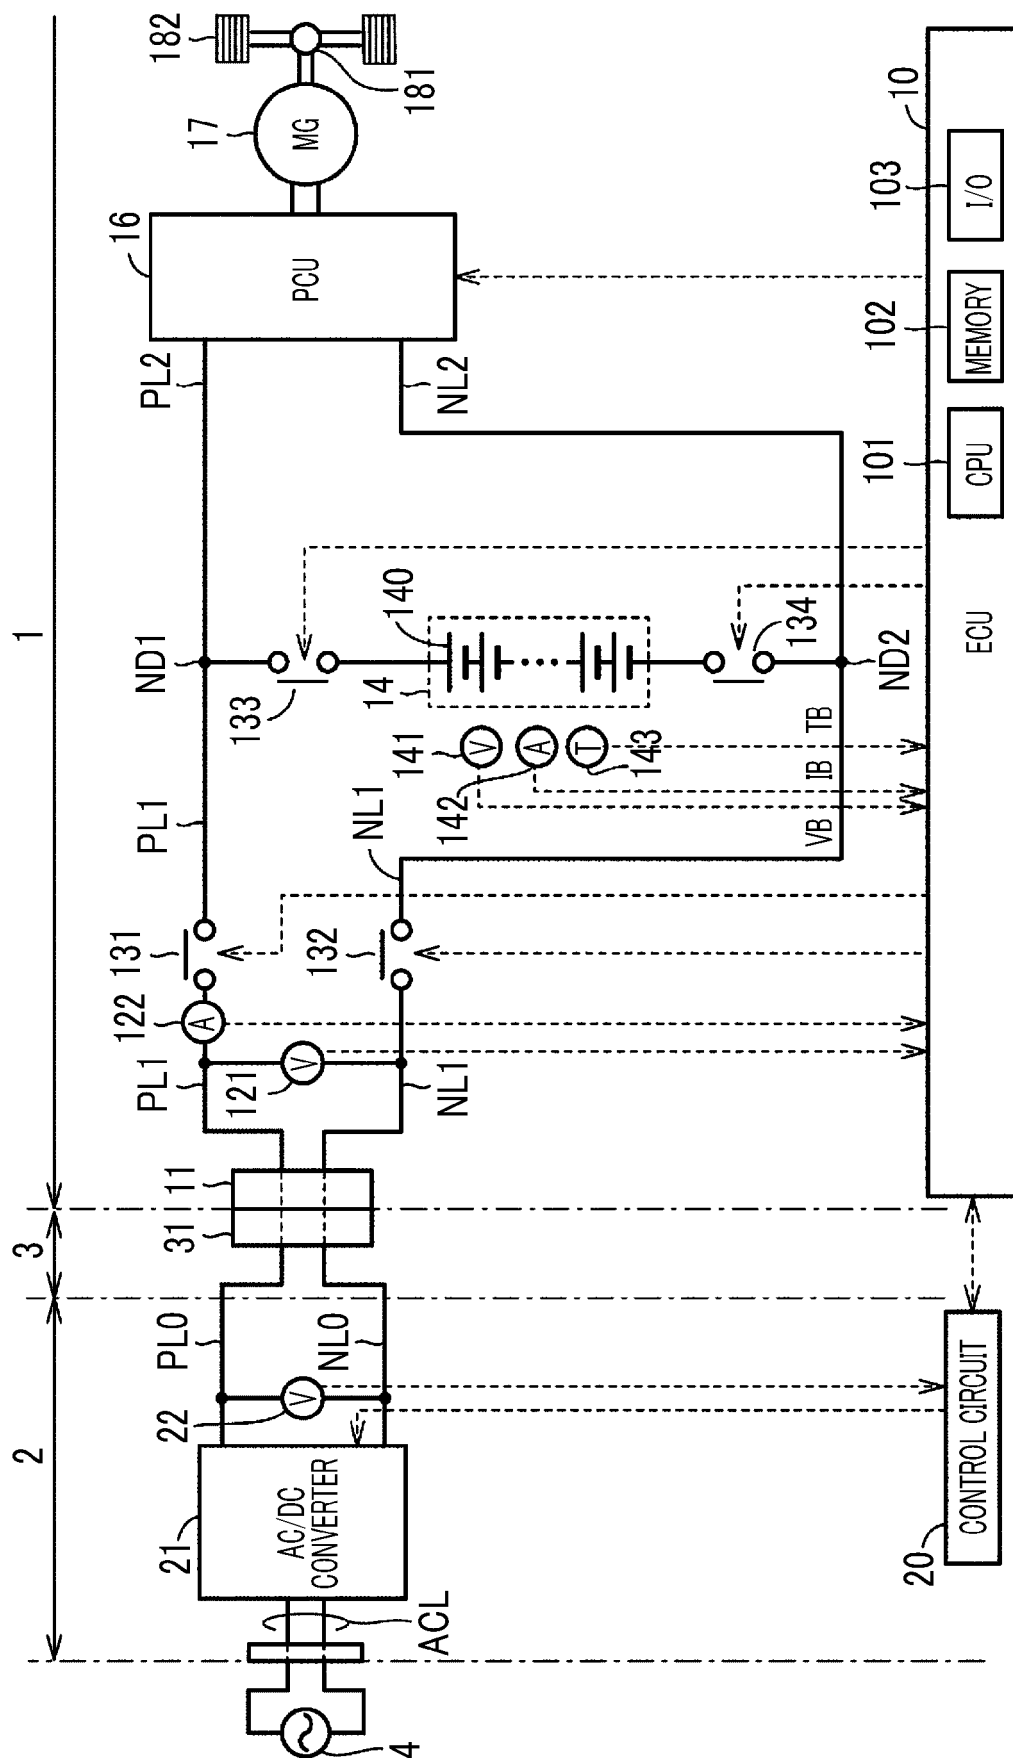 1
3
2
182
181
17
MG
16
PCU
PL2
NL2
ND1
133
140
14
134
ND2
141
V
142
A
143
T
VB
IB
TB
PL1
NL1
131
132
122
A
121
V
PL1
NL1
11
31
PL0
NL0
22
V
21
AC/DC
CONVERTER
ACL
4
10
ECU
101
CPU
102
MEMORY
103
I/O
20
CONTROL CIRCUIT